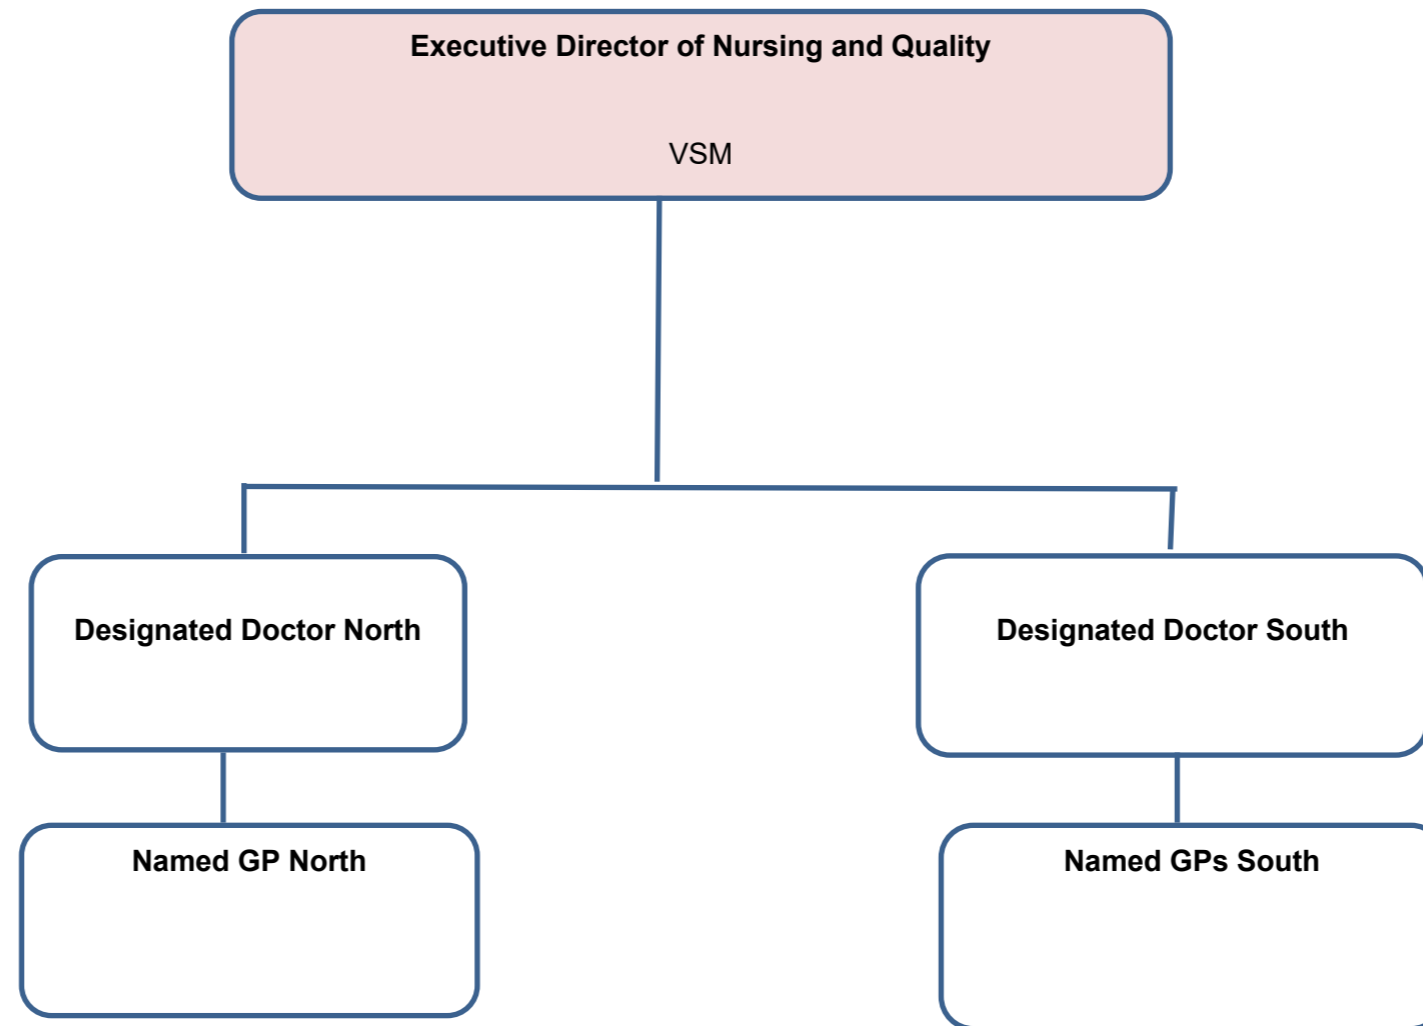 Executive Director of Nursing and Quality
VSM
Designated Doctor North
Designated Doctor South
Named GP North
Named GPs South